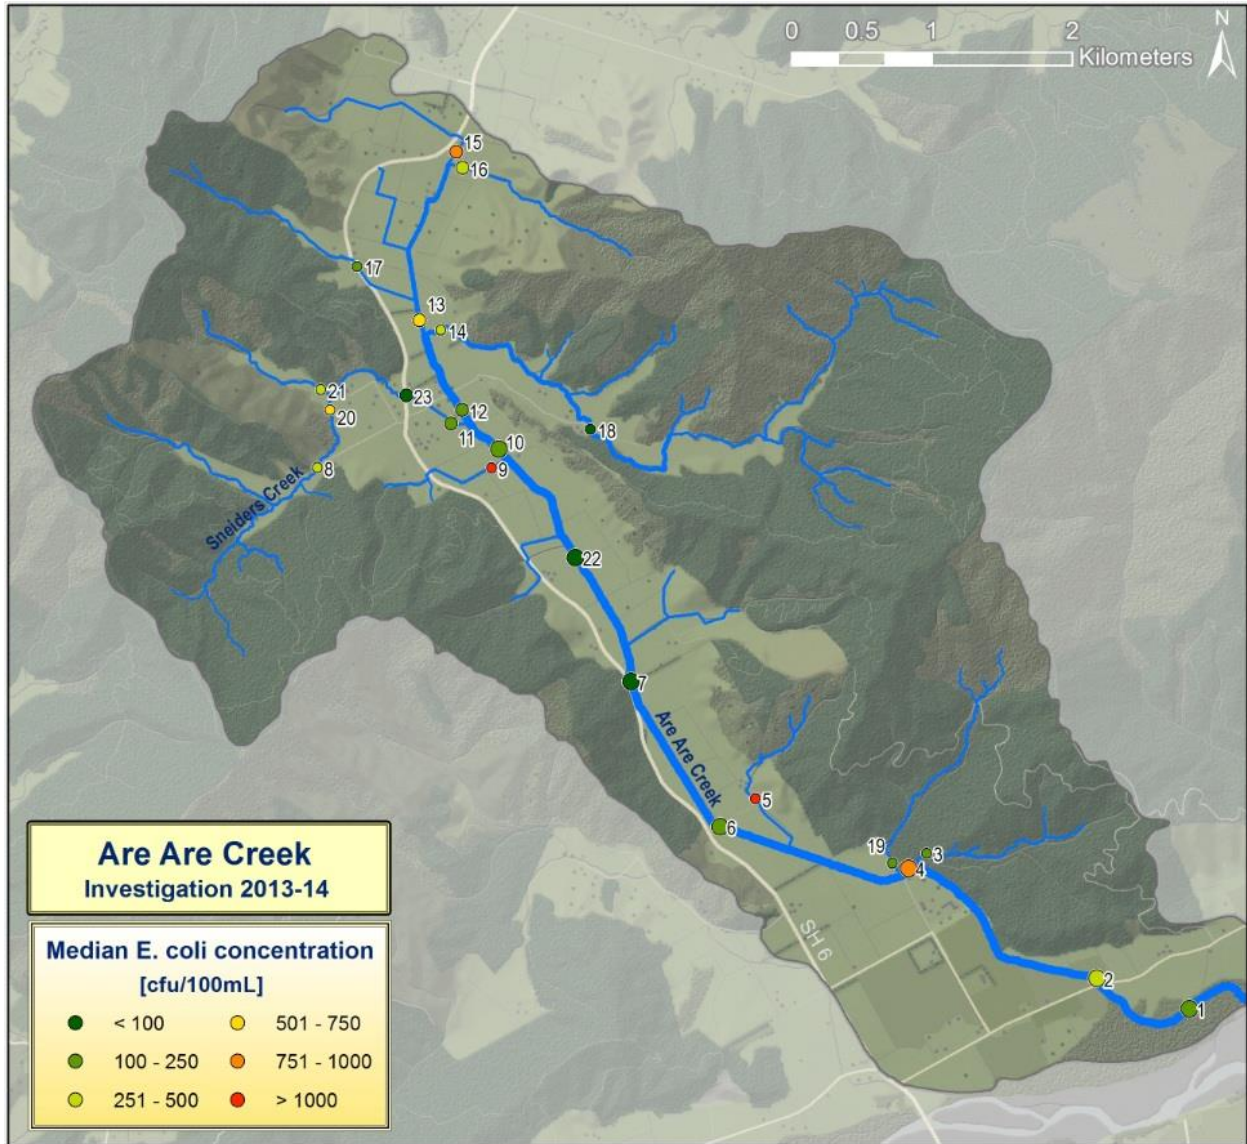 N
0 0.5 1 2
Kilometers
15
16
17
13
14
21
23
20
12
11
18
10
8
9
Sneiders Creek
22
7
Are Are Creek
5
6
19
3
4
SH 6
2
1
Are Are Creek
Investigation 2013-14
Median E. coli concentration
[cfu/100mL]
< 100 501 - 750
100 - 250 751 - 1000
251 - 500 > 1000